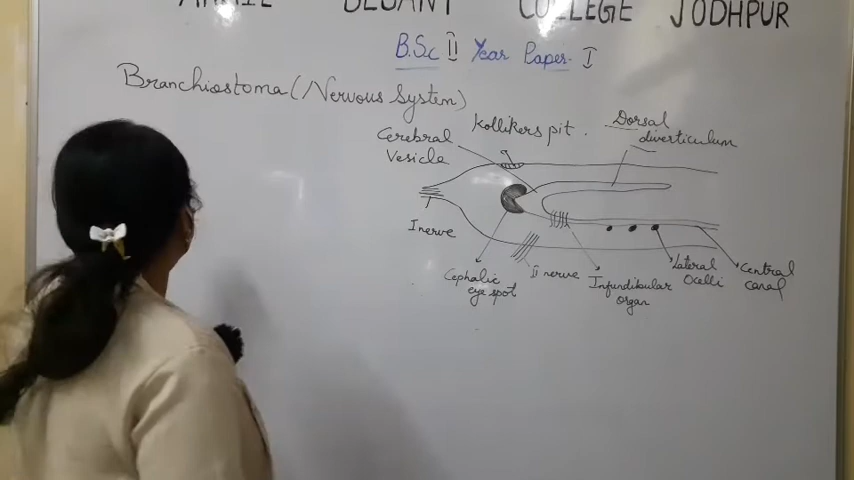 BESANT COLLEGE JODHPUR
B.Sc II Year Paper- I
Branchiostoma (Nervous System)
Kollikers pit.
Dorsal
diverticulum
Cerebral
Vesicle
I nerve
Cephalic
eye spot
II nerve
Infundibular
organ
Lateral
Ocelli
Central
canal